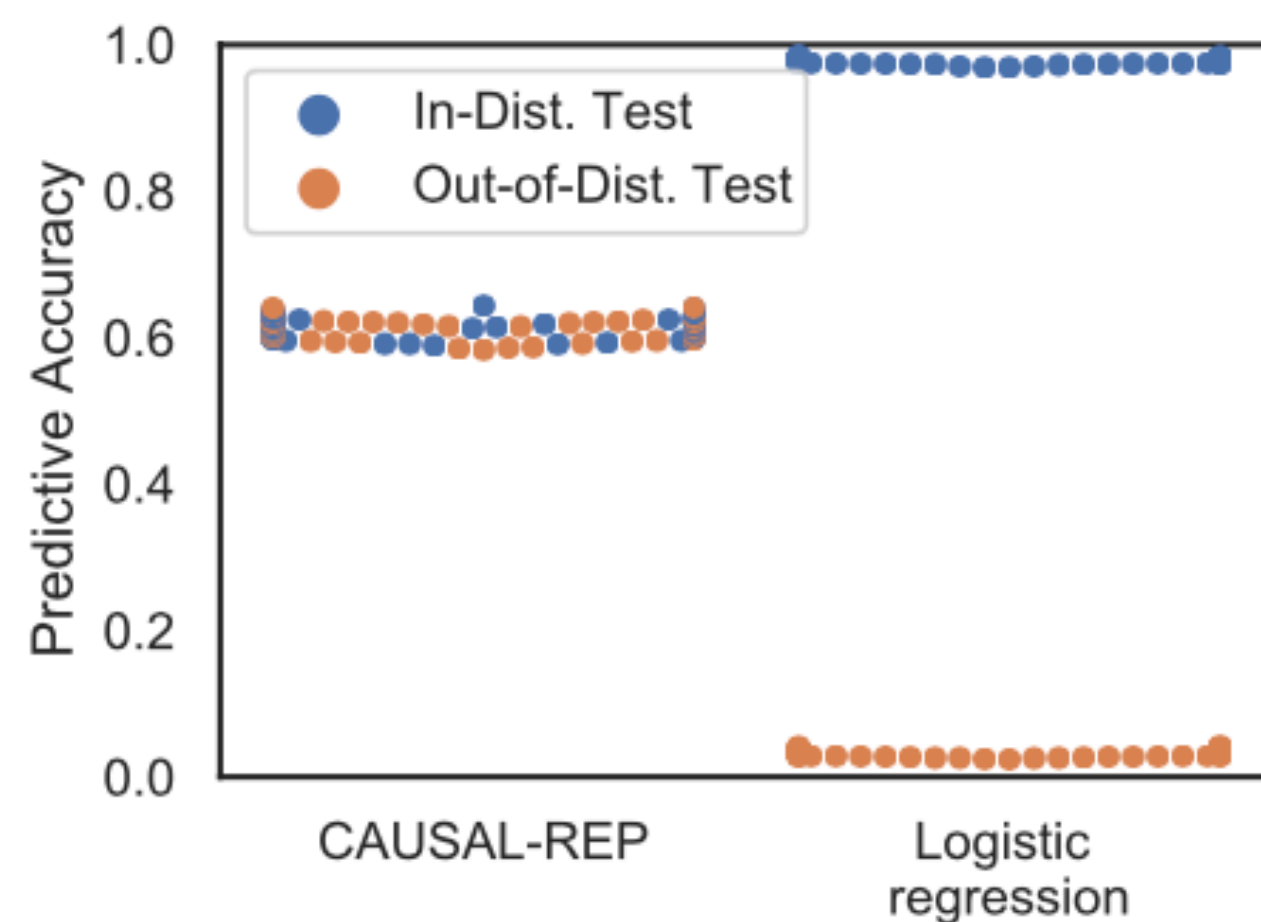 1.0
0.8
0.6
0.4
0.2
0.0
Predictive Accuracy
In-Dist. Test
Out-of-Dist. Test
CAUSAL-REP
Logistic
regression